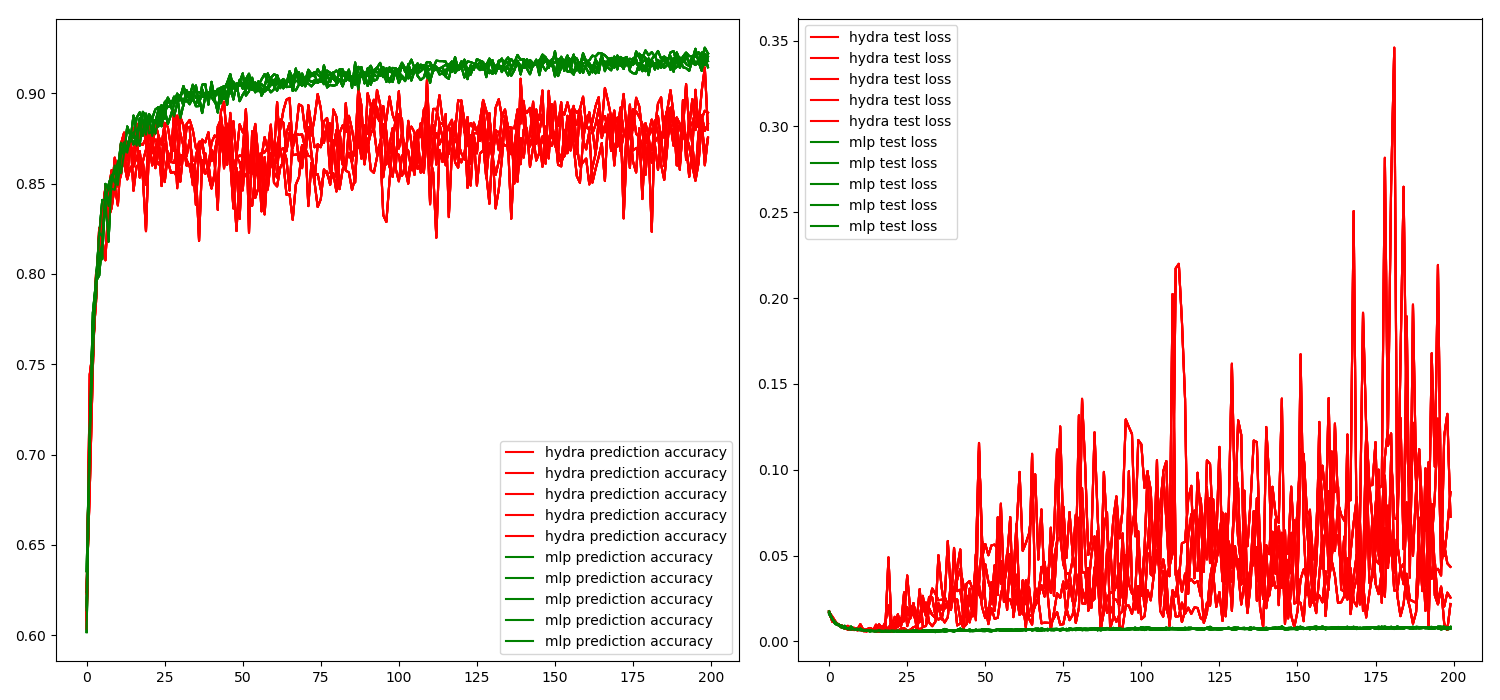 0.90
0.85
0.80
0.75
0.70
0.65
0.60
hydra prediction accuracy
hydra prediction accuracy
hydra prediction accuracy
hydra prediction accuracy
hydra prediction accuracy
mlp prediction accuracy
mlp prediction accuracy
mlp prediction accuracy
mlp prediction accuracy
mlp prediction accuracy
0 25 50 75 100 125 150 175 200
hydra test loss
hydra test loss
hydra test loss
hydra test loss
hydra test loss
mlp test loss
mlp test loss
mlp test loss
mlp test loss
mlp test loss
0.35
0.30
0.25
0.20
0.15
0.10
0.05
0.00
0 25 50 75 100 125 150 175 200